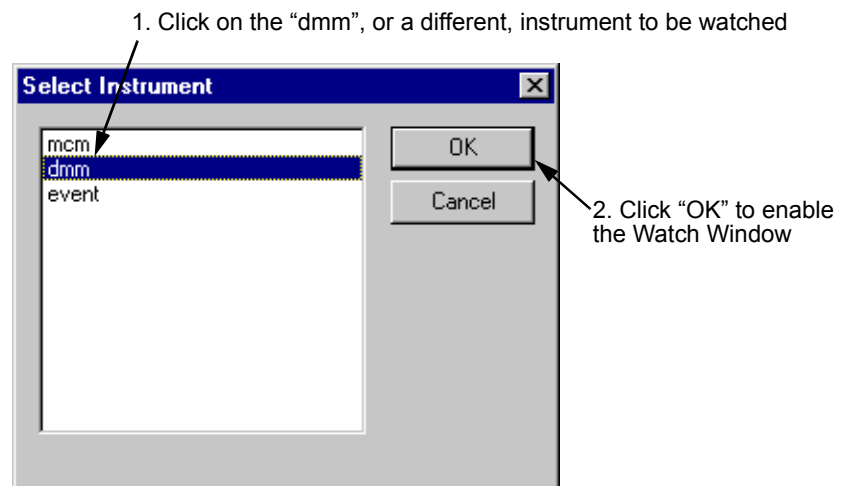 1. Click on the “dmm”, or a different, instrument to be watched
Select Instrument
mcm
dmm
event
OK
Cancel
2. Click “OK” to enable
the Watch Window